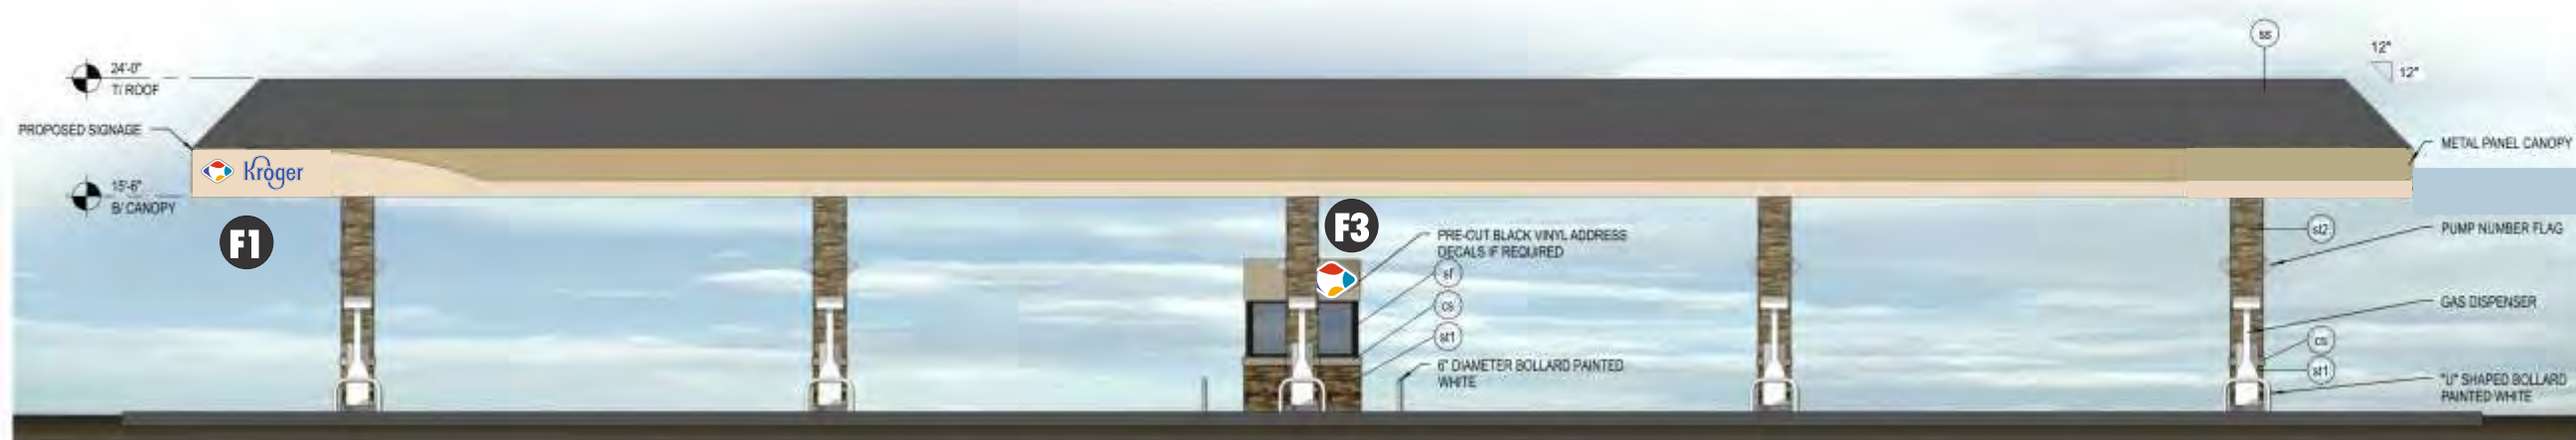 ss
12"
12"
24'-0"
T/ ROOF
PROPOSED SIGNAGE
METAL PANEL CANOPY
Kroger
15'-6"
B/ CANOPY
F1
F3
PRE-CUT BLACK VINYL ADDRESS
DECALS IF REQUIRED
sf
cs
st1
6" DIAMETER BOLLARD PAINTED
WHITE
st2
PUMP NUMBER FLAG
GAS DISPENSER
cs
st1
"U" SHAPED BOLLARD
PAINTED WHITE